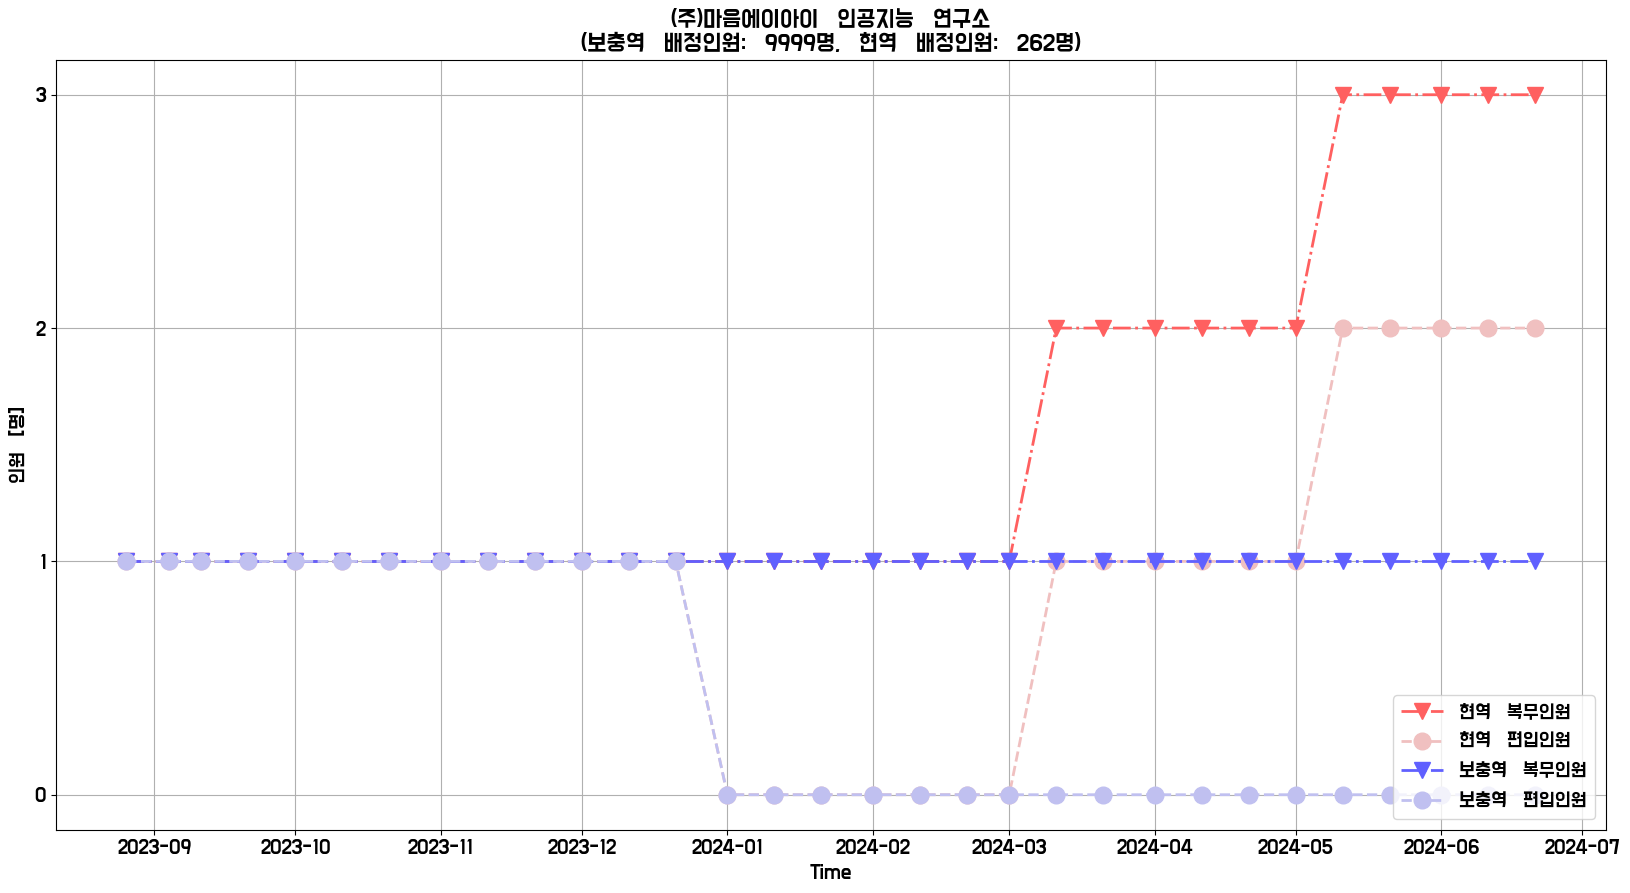 (주)마음에이아이 인공지능 연구소
(보충역 배정인원: 9999명, 현역 배정인원: 262명)
3
2
1
0
인원 [명]
2023-09 2023-10 2023-11 2023-12 2024-01 2024-02 2024-03 2024-04 2024-05 2024-06 2024-07
Time
현역 복무인원
현역 편입인원
보충역 복무인원
보충역 편입인원